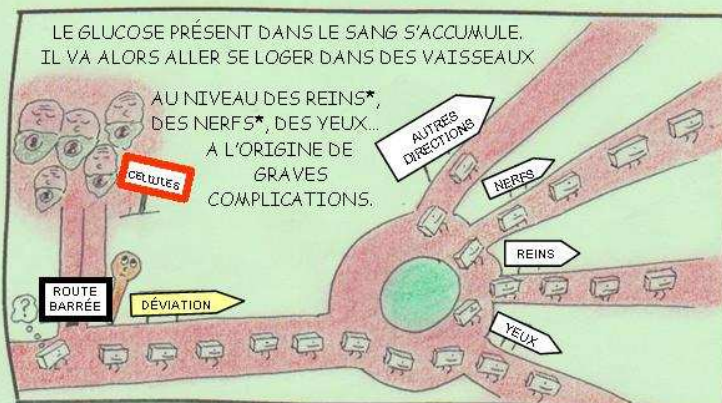 LE GLUCOSE PRÉSENT DANS LE SANG S'ACCUMULE.
IL VA ALORS ALLER SE LOGER DANS DES VAISSEAUX
AU NIVEAU DES REINS*,
DES NERFS*, DES YEUX...
A L'ORIGINE DE
GRAVES
COMPLICATIONS.
CELLULES
AUTRES
DIRECTIONS
NERFS
REINS
ROUTE
BARRÉE
DÉVIATION
YEUX
?